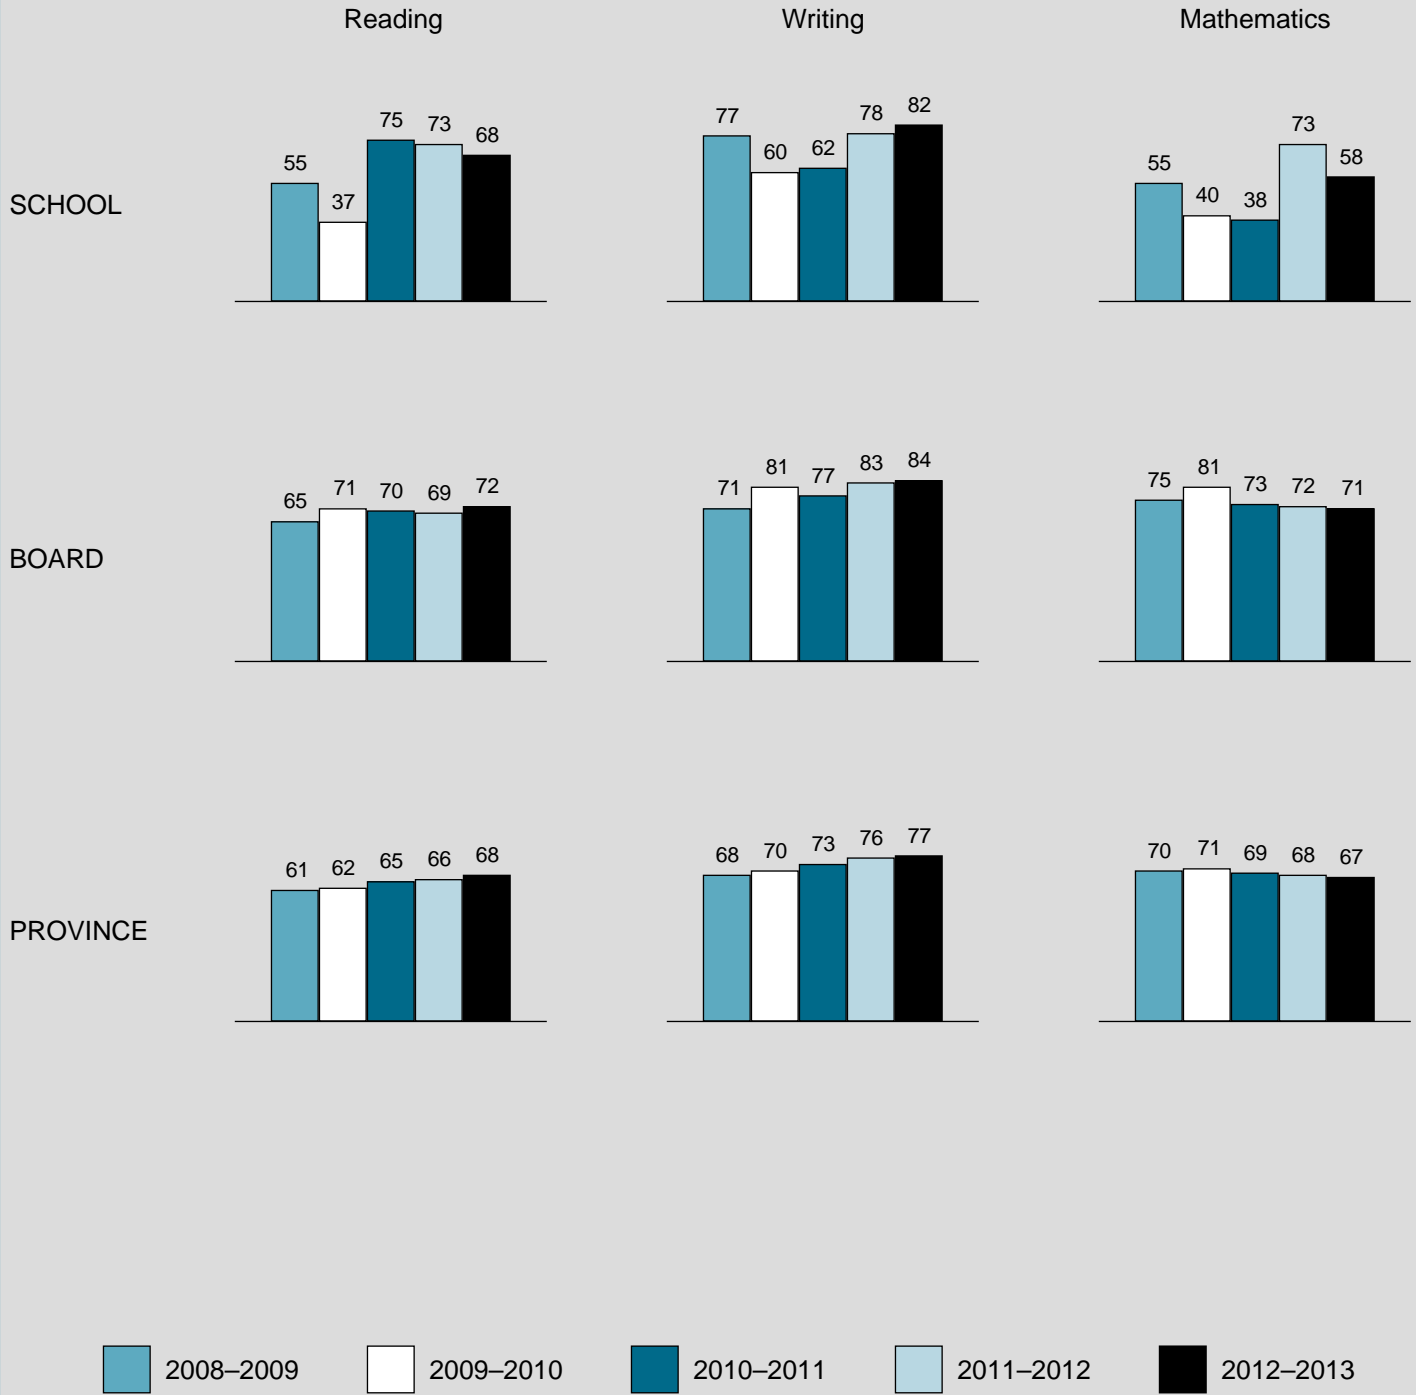 Reading Writing Mathematics
SCHOOL
55 37 75 73 68
77 60 62 78 82
55 40 38 73 58
BOARD
65 71 70 69 72
71 81 77 83 84
75 81 73 72 71
PROVINCE
61 62 65 66 68
68 70 73 76 77
70 71 69 68 67
2008–2009 2009–2010 2010–2011 2011–2012 2012–2013